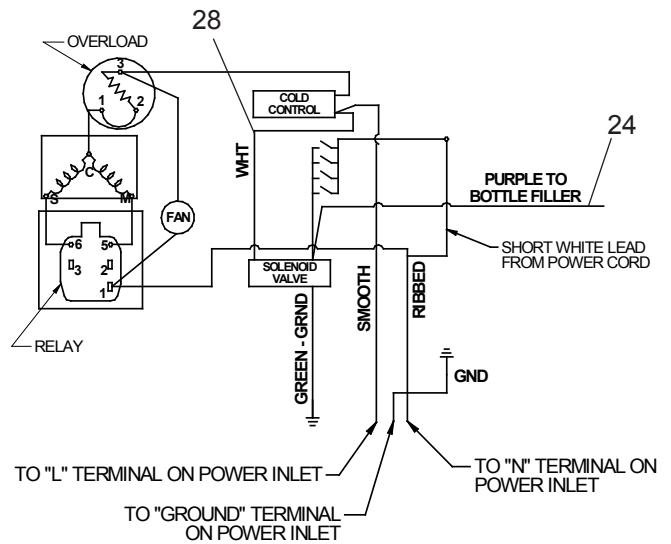 28
OVERLOAD
3
1 2
COLD
CONTROL
24
WHT
C
S M
PURPLE TO
BOTTLE FILLER
FAN
6 5
3 2
1
SHORT WHITE LEAD
FROM POWER CORD
SOLENOID
VALVE
SMOOTH
RIBBED
RELAY
GREEN - GRND
GND
TO "L" TERMINAL ON POWER INLET
TO "N" TERMINAL ON
POWER INLET
TO "GROUND" TERMINAL
ON POWER INLET